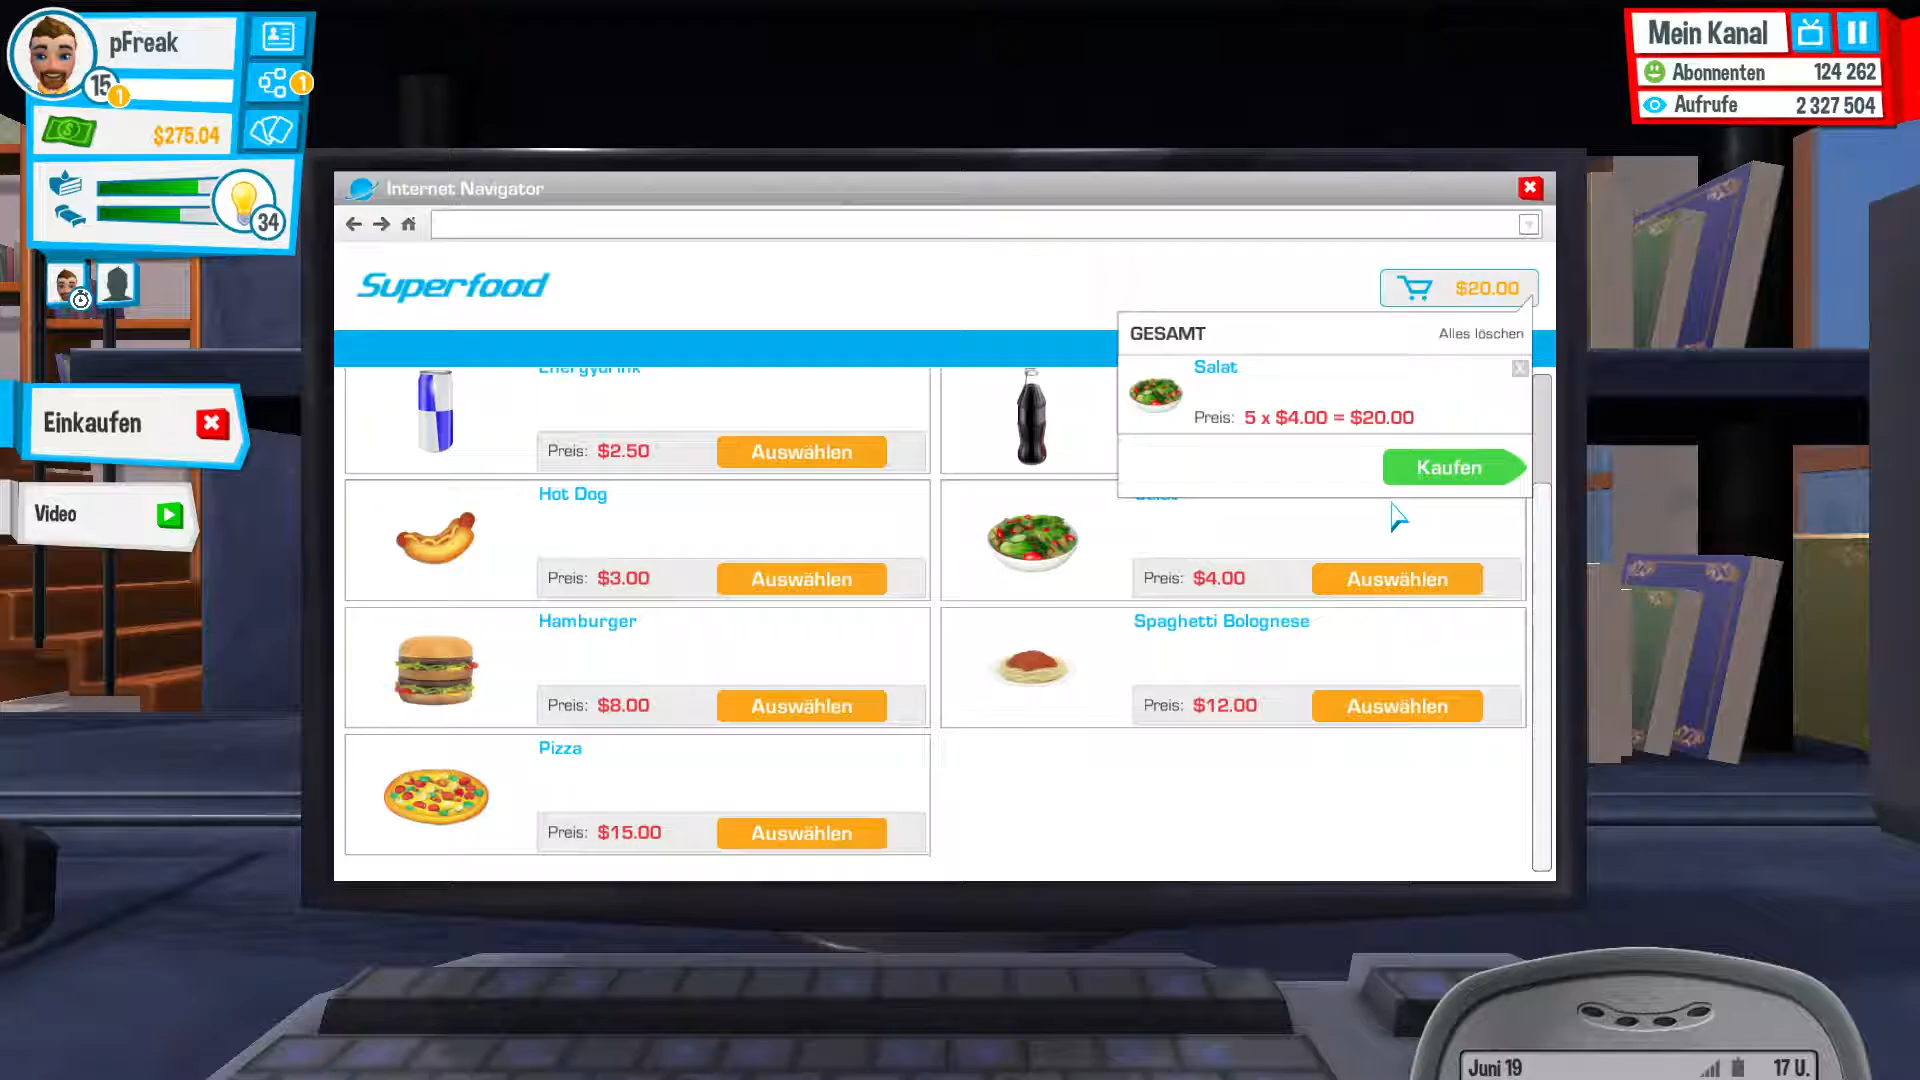 pFreak
15
1
1
$275.04
34
Mein Kanal
Abonnenten 124 262
Aufrufe 2 327 504
Einkaufen
Video
Internet Navigator
Superfood
$20.00
GESAMT
Alles löschen
Salat
X
Preis: 5 x $4.00 = $20.00
Kaufen
Energydrink
Preis: $2.50
Auswählen
Hot Dog
Preis: $3.00
Auswählen
Salat
Preis: $4.00
Auswählen
Hamburger
Preis: $8.00
Auswählen
Spaghetti Bolognese
Preis: $12.00
Auswählen
Pizza
Preis: $15.00
Auswählen
Juni 19
17 U.